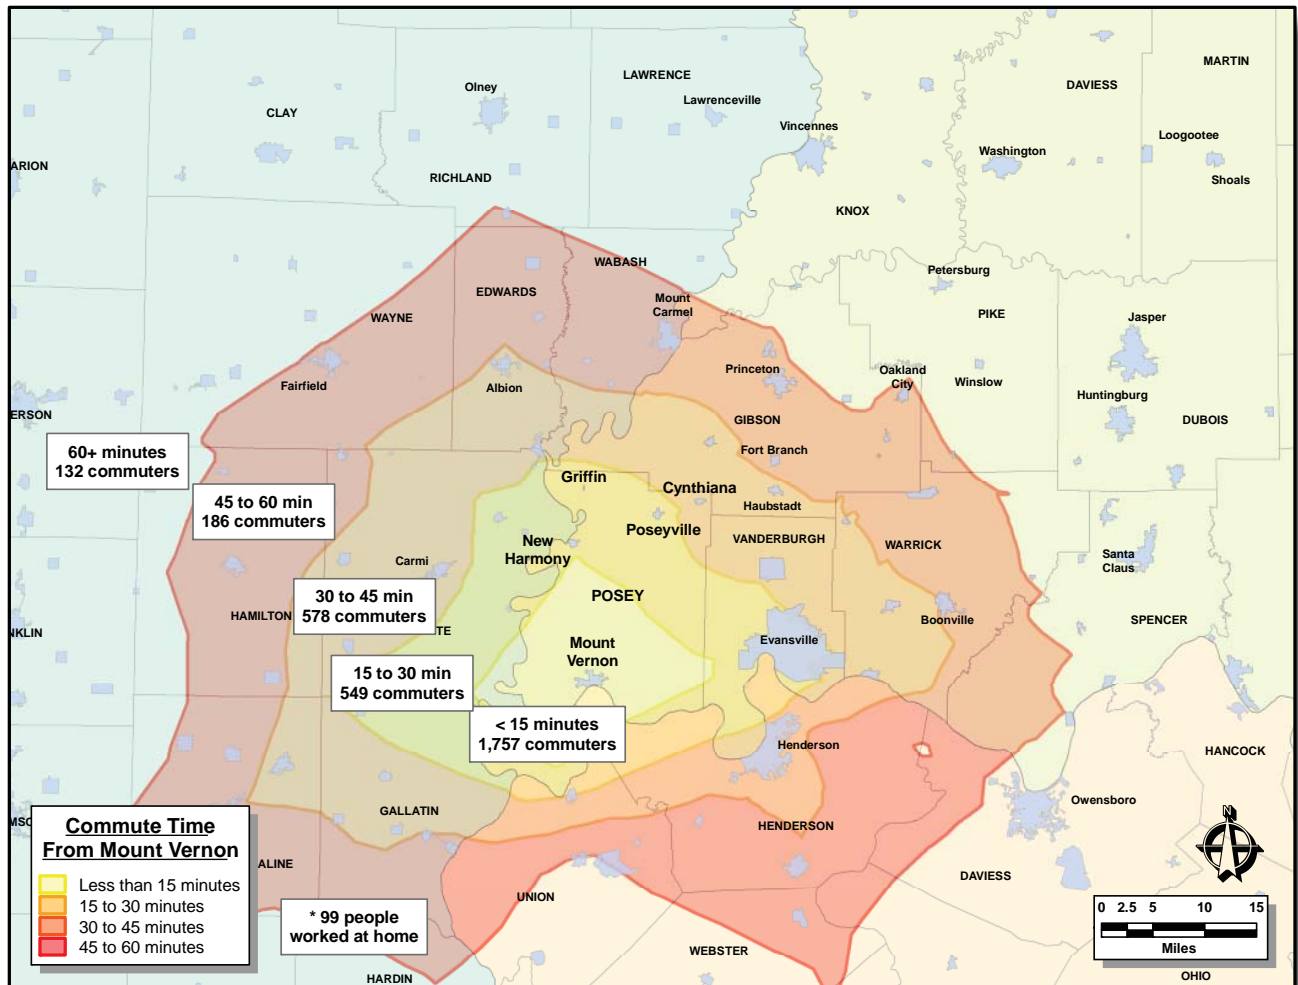 MARTIN
LAWRENCE
DAVIESS
Olney
Lawrenceville
CLAY
Vincennes
Loogootee
Washington
ARION
RICHLAND
Shoals
KNOX
WABASH
Petersburg
EDWARDS
Mount
Carmel
PIKE
WAYNE
Jasper
Princeton
Oakland
City
Winslow
Fairfield
Albion
Huntingburg
ERSON
GIBSON
DUBOIS
60+ minutes
132 commuters
Fort Branch
Griffin
Cynthiana
45 to 60 min
186 commuters
Haubstadt
Poseyville
New
Harmony
VANDERBURGH
WARRICK
Carmi
Santa
Claus
30 to 45 min
578 commuters
POSEY
HAMILTON
TE
NKLIN
Boonville
SPENCER
Mount
Vernon
Evansville
15 to 30 min
549 commuters
< 15 minutes
1,757 commuters
Henderson
HANCOCK
Owensboro
GALLATIN
HENDERSON
MSO
Commute Time
From Mount Vernon
Less than 15 minutes
15 to 30 minutes
30 to 45 minutes
45 to 60 minutes
ALINE
DAVIESS
UNION
* 99 people
worked at home
0 2.5 5 10 15
Miles
WEBSTER
HARDIN
OHIO
N